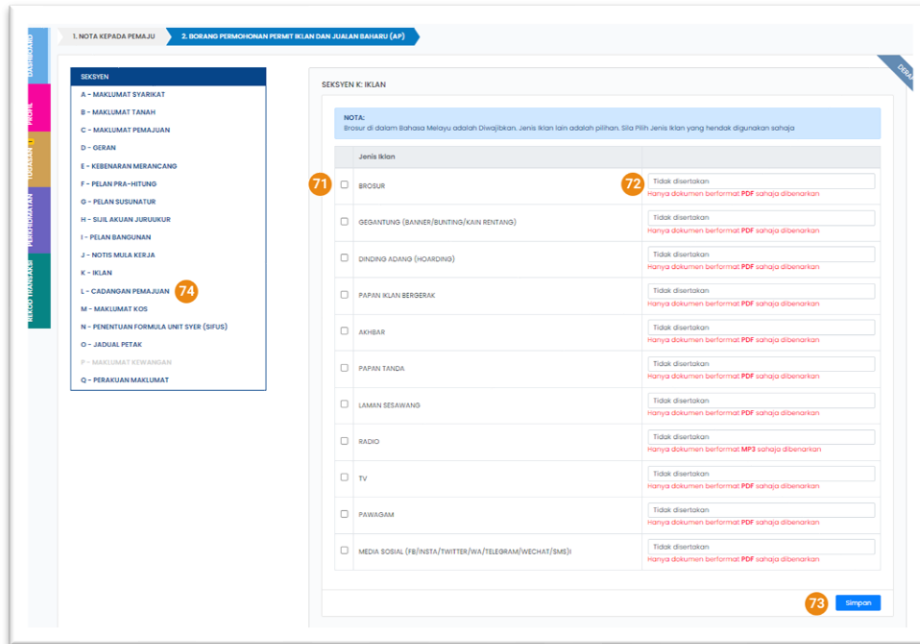 1. NOTA KEPADA PEMAJU
2. BORANG PERMOHONAN PERMIT IKLAN DAN JUALAN BAHARU (AP)
DASHBOARD
PROFIL
TUGASAN
PERKHIDMATAN
REKOD TRANSAKSI
SEKSYEN
A - MAKLUMAT SYARIKAT
B - MAKLUMAT TANAH
C - MAKLUMAT PEMAJUAN
D - GERAN
E - KEBENARAN MERANCANG
F - PELAN PRA-HITUNG
G - PELAN SUSUNATUR
H - SIJIL AKUAN JURUUKUR
I - PELAN BANGUNAN
J - NOTIS MULA KERJA
K - IKLAN
L - CADANGAN PEMAJUAN 74
M - MAKLUMAT KOS
N - PENENTUAN FORMULA UNIT SYER (SIFUS)
O - JADUAL PETAK
P - MAKLUMAT KEWANGAN
Q - PERAKUAN MAKLUMAT
SEKSYEN K: IKLAN
NOTA:
Brosur di dalam Bahasa Melayu adalah Diwajibkan. Jenis Iklan lain adalah pilihan. Sila Pilih Jenis Iklan yang hendak digunakan sahaja
Jenis Iklan
71 BROSUR 72 Tidak disertakan
Hanya dokumen berformat PDF sahaja dibenarkan
GEGANTUNG (BANNER/BUNTING/KAIN RENTANG) Tidak disertakan
Hanya dokumen berformat PDF sahaja dibenarkan
DINDING ADANG (HOARDING) Tidak disertakan
Hanya dokumen berformat PDF sahaja dibenarkan
PAPAN IKLAN BERGERAK Tidak disertakan
Hanya dokumen berformat PDF sahaja dibenarkan
AKHBAR Tidak disertakan
Hanya dokumen berformat PDF sahaja dibenarkan
PAPAN TANDA Tidak disertakan
Hanya dokumen berformat PDF sahaja dibenarkan
LAMAN SESAWANG Tidak disertakan
Hanya dokumen berformat PDF sahaja dibenarkan
RADIO Tidak disertakan
Hanya dokumen berformat MP3 sahaja dibenarkan
TV Tidak disertakan
Hanya dokumen berformat PDF sahaja dibenarkan
PAWAGAM Tidak disertakan
Hanya dokumen berformat PDF sahaja dibenarkan
MEDIA SOSIAL (FB/INSTA/TWITTER/WA/TELEGRAM/WECHAT/SMS)I Tidak disertakan
Hanya dokumen berformat PDF sahaja dibenarkan
73 Simpan